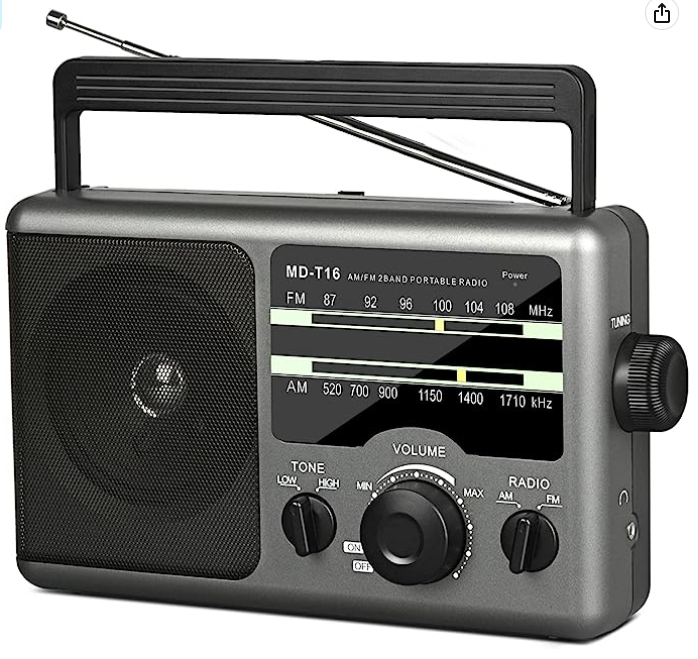 MD-T16 AM/FM 2BAND PORTABLE RADIO Power
FM 87 92 96 100 104 108 MHz
AM 520 700 900 1150 1400 1710 kHz
TUNING
VOLUME
TONE
LOW HIGH
MIN MAX
RADIO
AM FM
ON
OFF